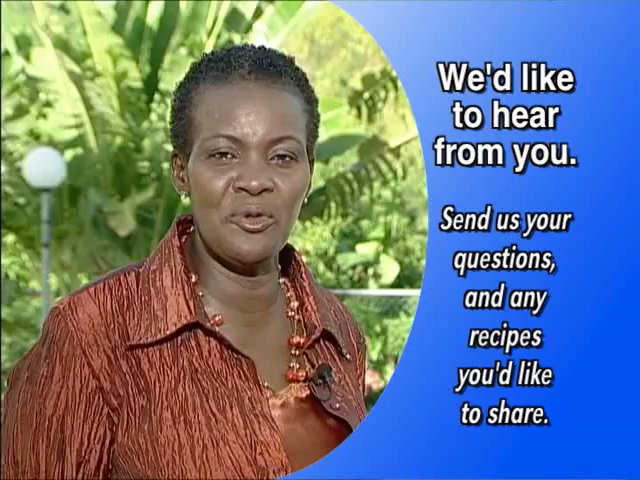 We'd like
to hear
from you.
Send us your
questions,
and any
recipes
you'd like
to share.